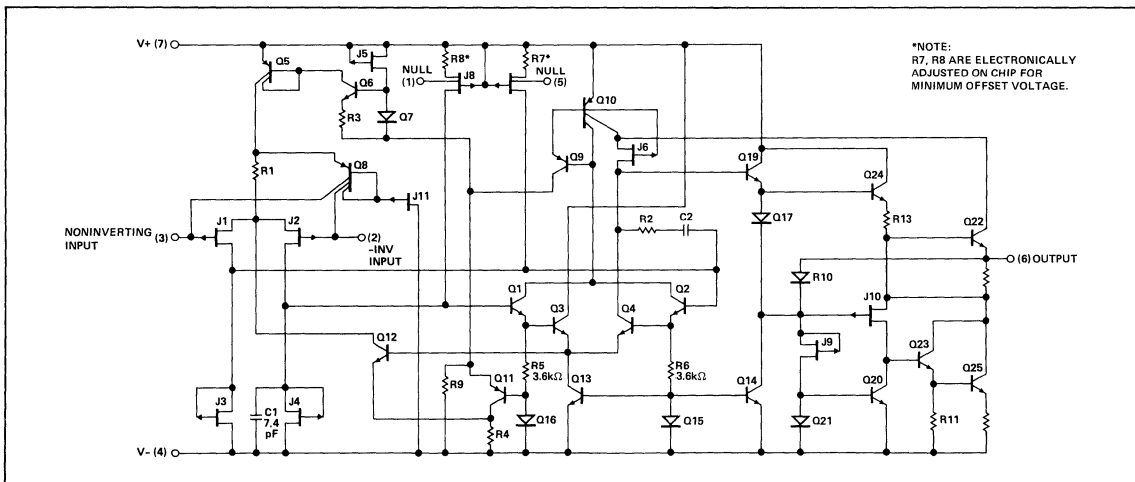 V+ (7)
Q5
J5
R8*
R7*
NULL
(1)
J8
NULL
(5)
*NOTE:
R7, R8 ARE ELECTRONICALLY
ADJUSTED ON CHIP FOR
MINIMUM OFFSET VOLTAGE.
Q6
R3
Q7
Q10
J6
Q9
Q19
Q24
R1
Q8
J11
Q17
R13
Q22
NONINVERTING
INPUT
(3)
J1
J2
(2)
-INV
INPUT
R2
C2
R10
(6) OUTPUT
J10
Q1
Q3
Q4
Q2
Q12
J9
Q23
R5
3.6kΩ
R6
3.6kΩ
R9
Q11
Q13
Q14
Q20
Q25
J3
C1
7.4
pF
J4
R4
Q16
Q15
Q21
R11
V- (4)